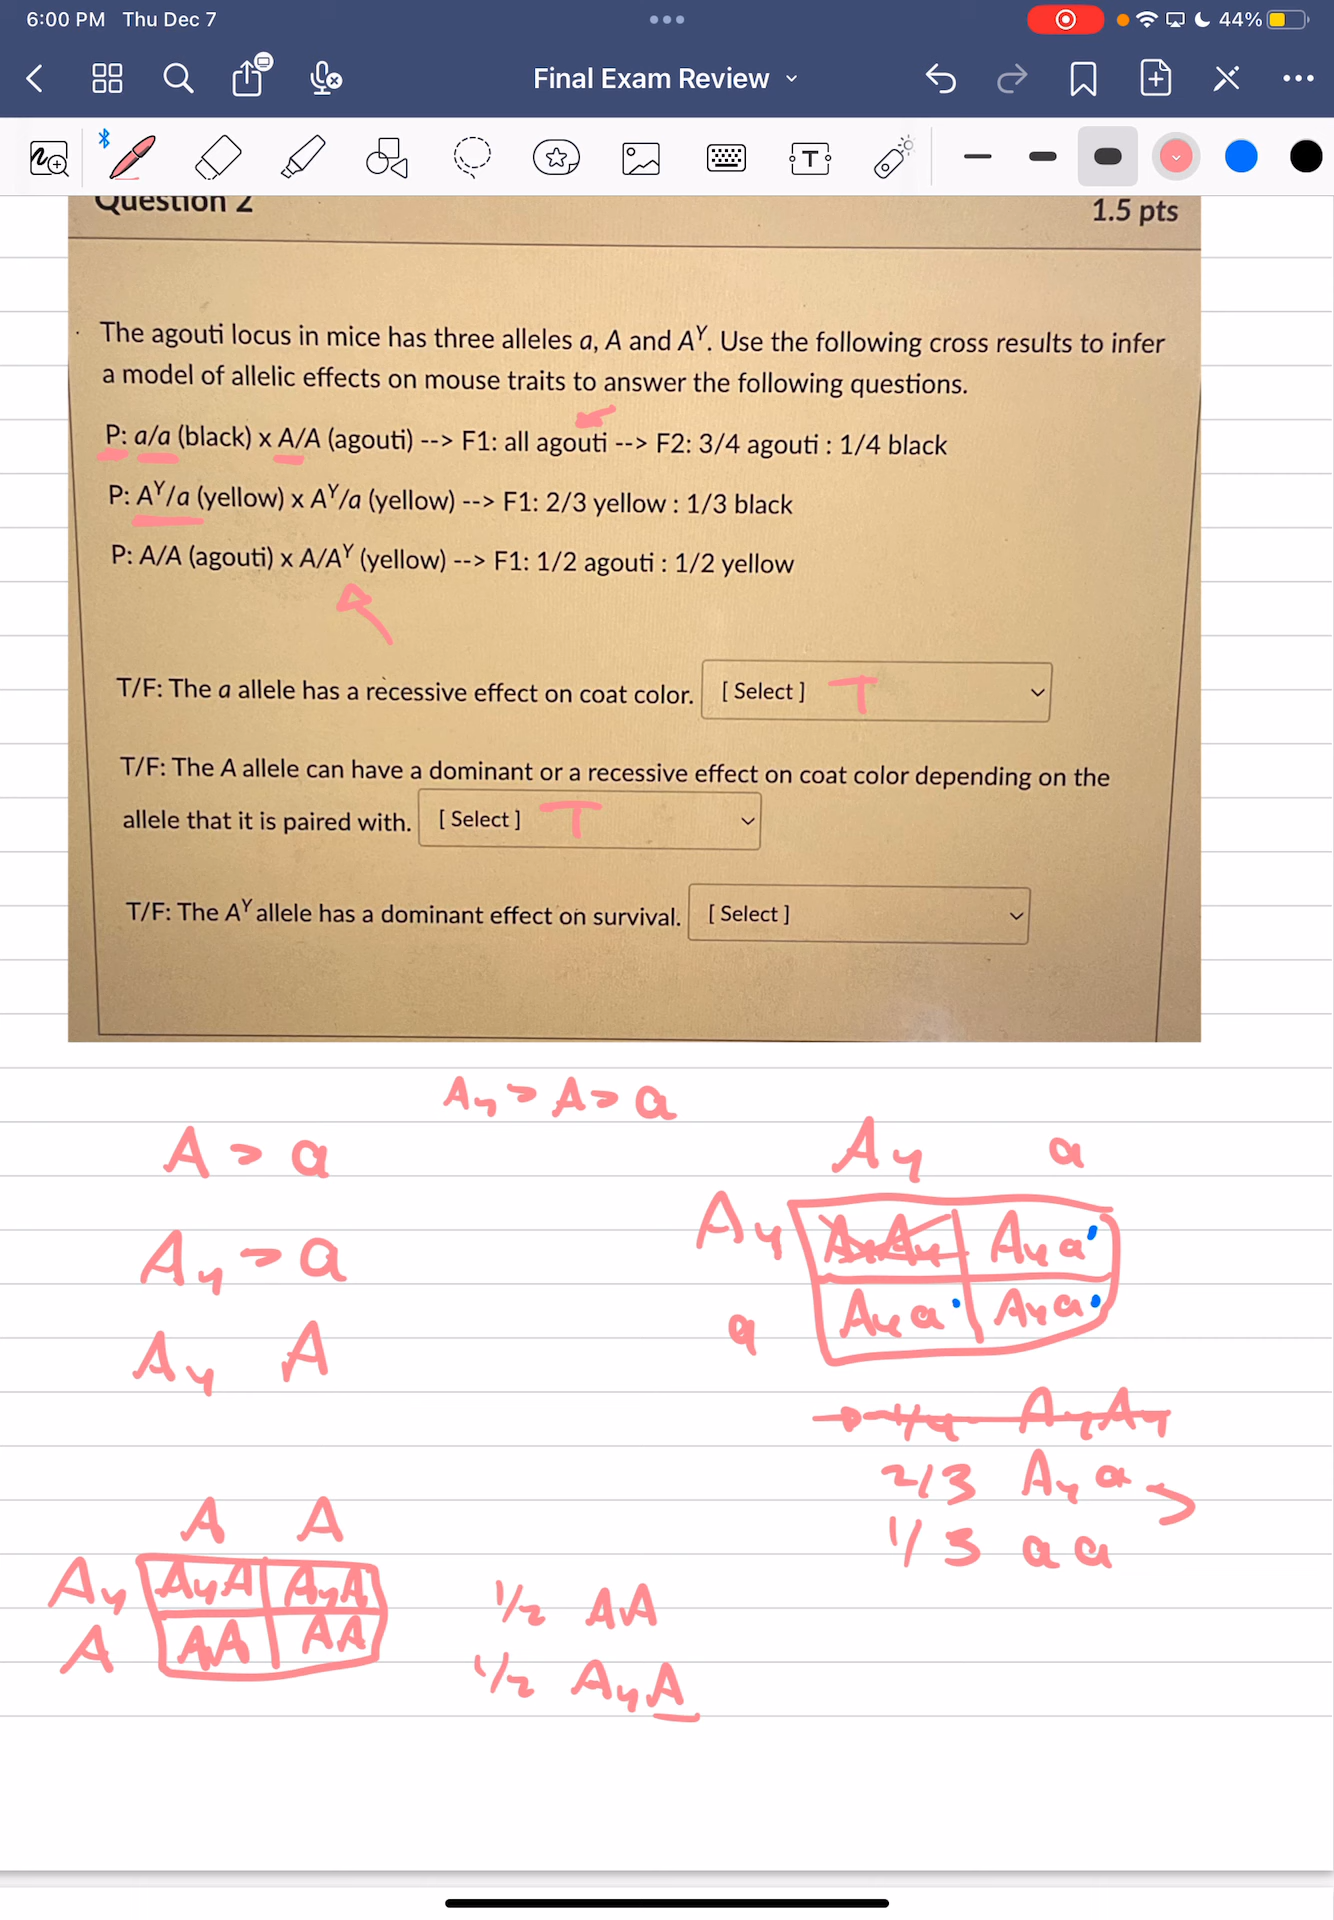 6:00 PM Thu Dec 7
44%
Final Exam Review
T
Question 2
1.5 pts
The agouti locus in mice has three alleles a, A and Aʸ. Use the following cross results to infer
a model of allelic effects on mouse traits to answer the following questions.
P: a/a (black) x A/A (agouti) --> F1: all agouti --> F2: 3/4 agouti : 1/4 black
P: Aʸ/a (yellow) x Aʸ/a (yellow) --> F1: 2/3 yellow : 1/3 black
P: A/A (agouti) x A/Aʸ (yellow) --> F1: 1/2 agouti : 1/2 yellow
T/F: The a allele has a recessive effect on coat color. [ Select ] T
T/F: The A allele can have a dominant or a recessive effect on coat color depending on the
allele that it is paired with. [ Select ] T
T/F: The Aʸ allele has a dominant effect on survival. [ Select ]
Ay > A > a
A > a
Ay > a
Ay A
Ay a
Ay AyAy Aya
a Aya Aya
1/4 AyAy
2/3 Aya
1/3 aa
A A
Ay AyA AyA
A AA AA
1/2 AA
1/2 AyA